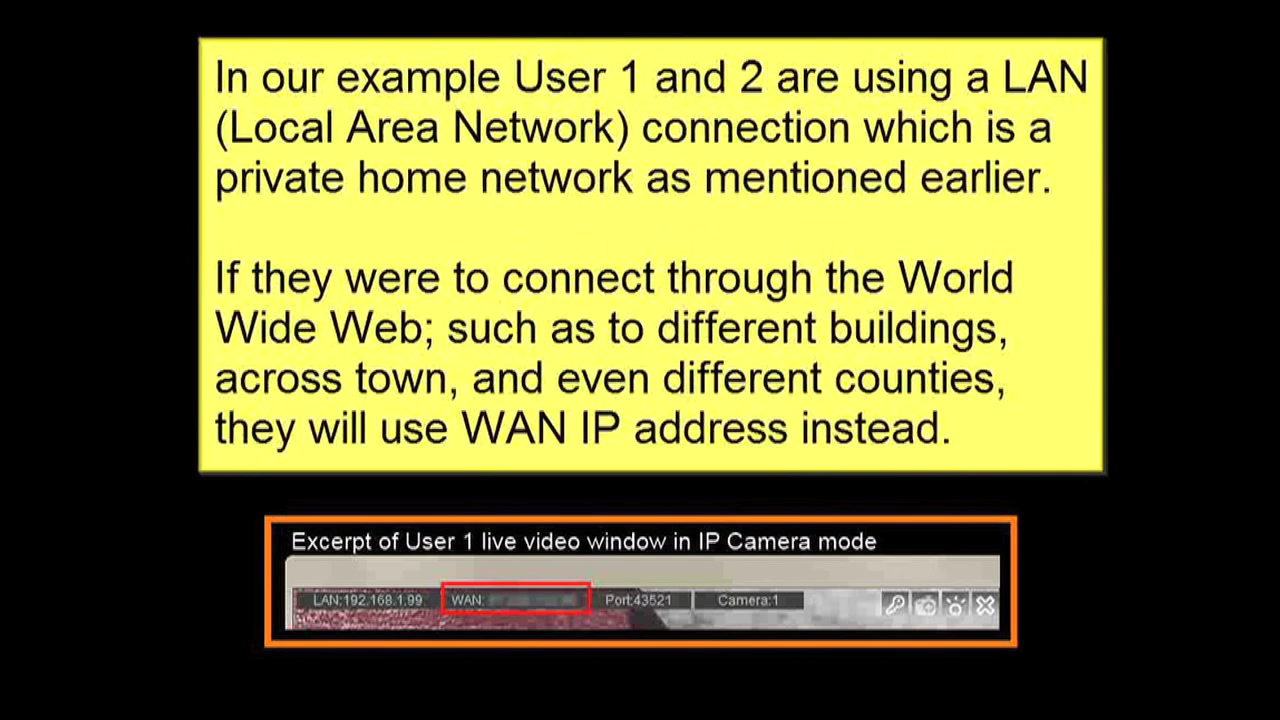 In our example User 1 and 2 are using a LAN
(Local Area Network) connection which is a
private home network as mentioned earlier.
If they were to connect through the World
Wide Web; such as to different buildings,
across town, and even different counties,
they will use WAN IP address instead.
Excerpt of User 1 live video window in IP Camera mode
LAN:192.168.1.99 WAN: Port:43521 Camera:1